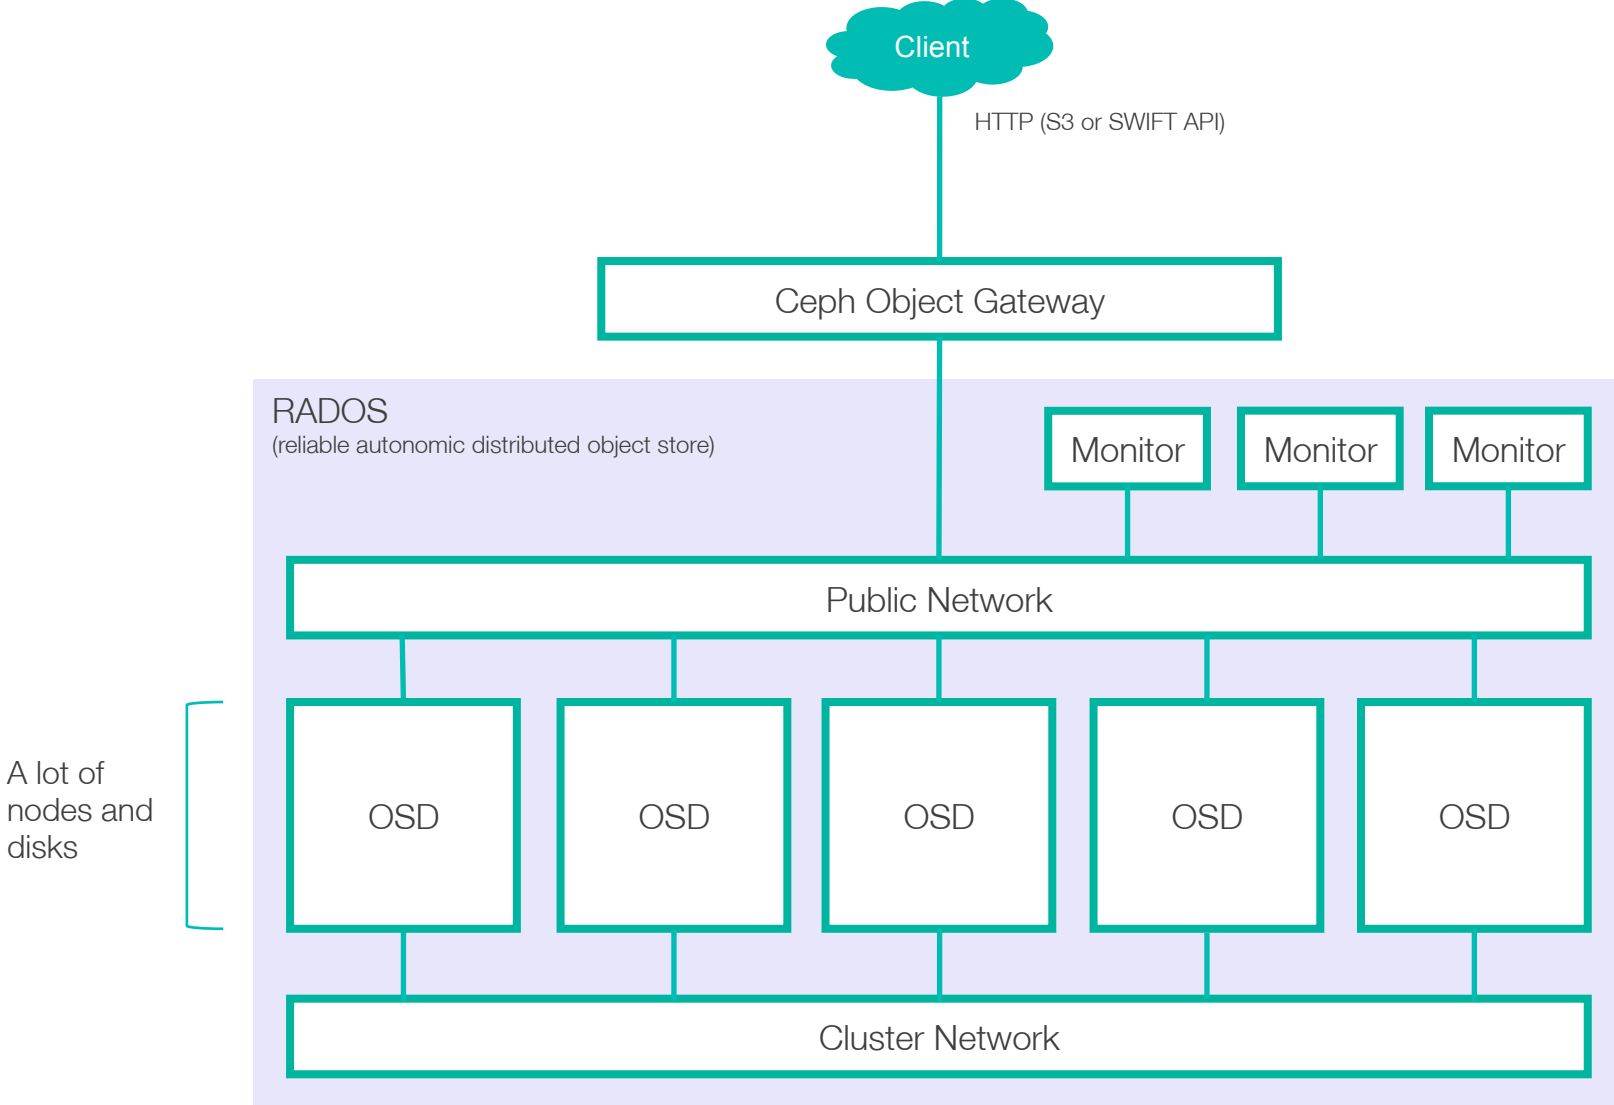 Client
HTTP (S3 or SWIFT API)
Ceph Object Gateway
RADOS
(reliable autonomic distributed object store)
Monitor
Monitor
Monitor
Public Network
A lot of
nodes and
disks
OSD
OSD
OSD
OSD
OSD
Cluster Network